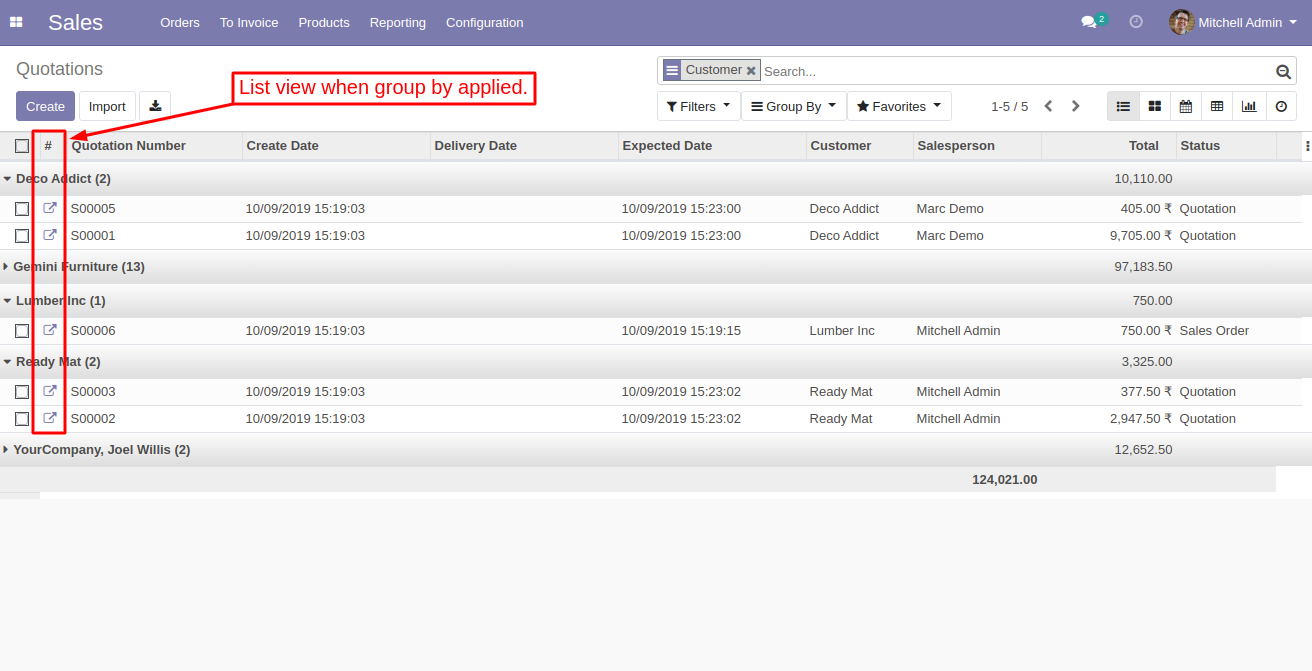 Sales Orders To Invoice Products Reporting Configuration 2 Mitchell Admin
Quotations Customer Search...
List view when group by applied.
Create Import Filters Group By Favorites 1-5 / 5
# Quotation Number Create Date Delivery Date Expected Date Customer Salesperson Total Status
Deco Addict (2) 10,110.00
S00005 10/09/2019 15:19:03 10/09/2019 15:23:00 Deco Addict Marc Demo 405.00 ₹ Quotation
S00001 10/09/2019 15:19:03 10/09/2019 15:23:00 Deco Addict Marc Demo 9,705.00 ₹ Quotation
Gemini Furniture (13) 97,183.50
Lumber Inc (1) 750.00
S00006 10/09/2019 15:19:03 10/09/2019 15:19:15 Lumber Inc Mitchell Admin 750.00 ₹ Sales Order
Ready Mat (2) 3,325.00
S00003 10/09/2019 15:19:03 10/09/2019 15:23:02 Ready Mat Mitchell Admin 377.50 ₹ Quotation
S00002 10/09/2019 15:19:03 10/09/2019 15:23:02 Ready Mat Mitchell Admin 2,947.50 ₹ Quotation
YourCompany, Joel Willis (2) 12,652.50
124,021.00